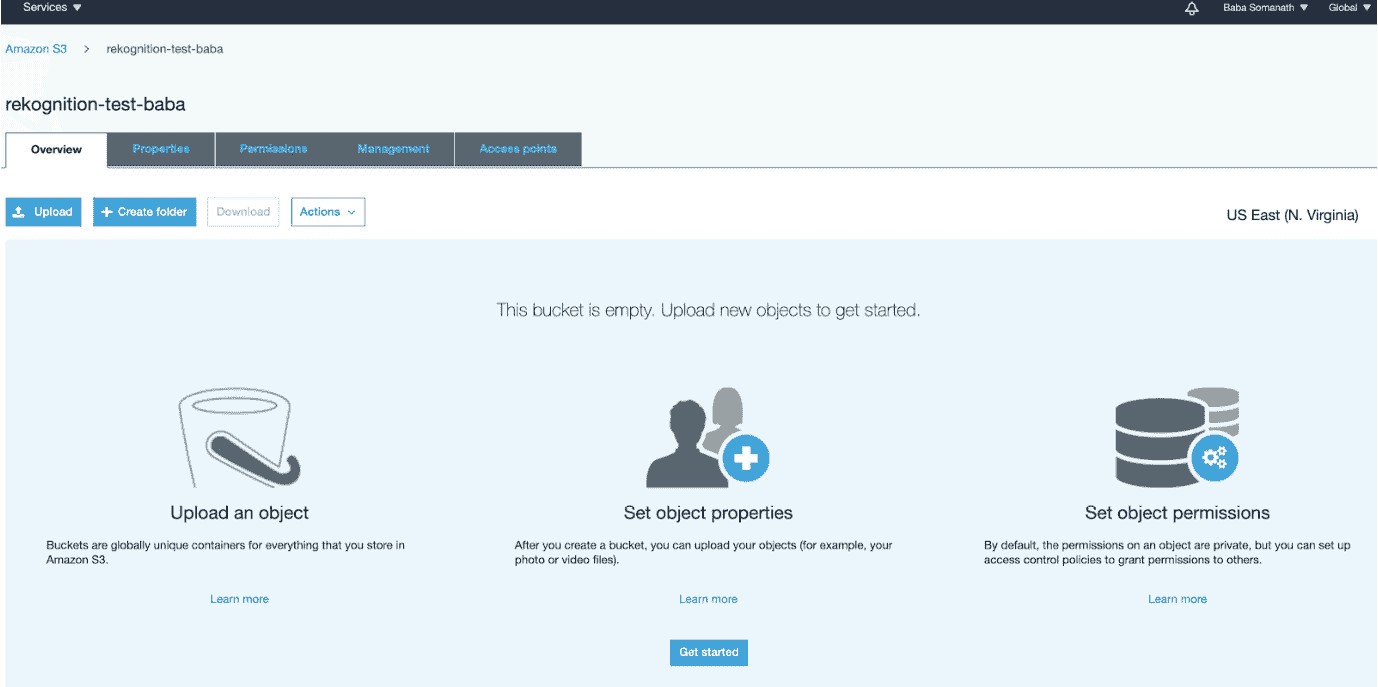 Services
Baba Somanath
Global
Amazon S3 > rekognition-test-baba
rekognition-test-baba
Overview
Properties
Permissions
Management
Access points
Upload
Create folder
Download
Actions
US East (N. Virginia)
This bucket is empty. Upload new objects to get started.
Upload an object
Buckets are globally unique containers for everything that you store in
Amazon S3.
Learn more
Set object properties
After you create a bucket, you can upload your objects (for example, your
photo or video files).
Learn more
Set object permissions
By default, the permissions on an object are private, but you can set up
access control policies to grant permissions to others.
Learn more
Get started